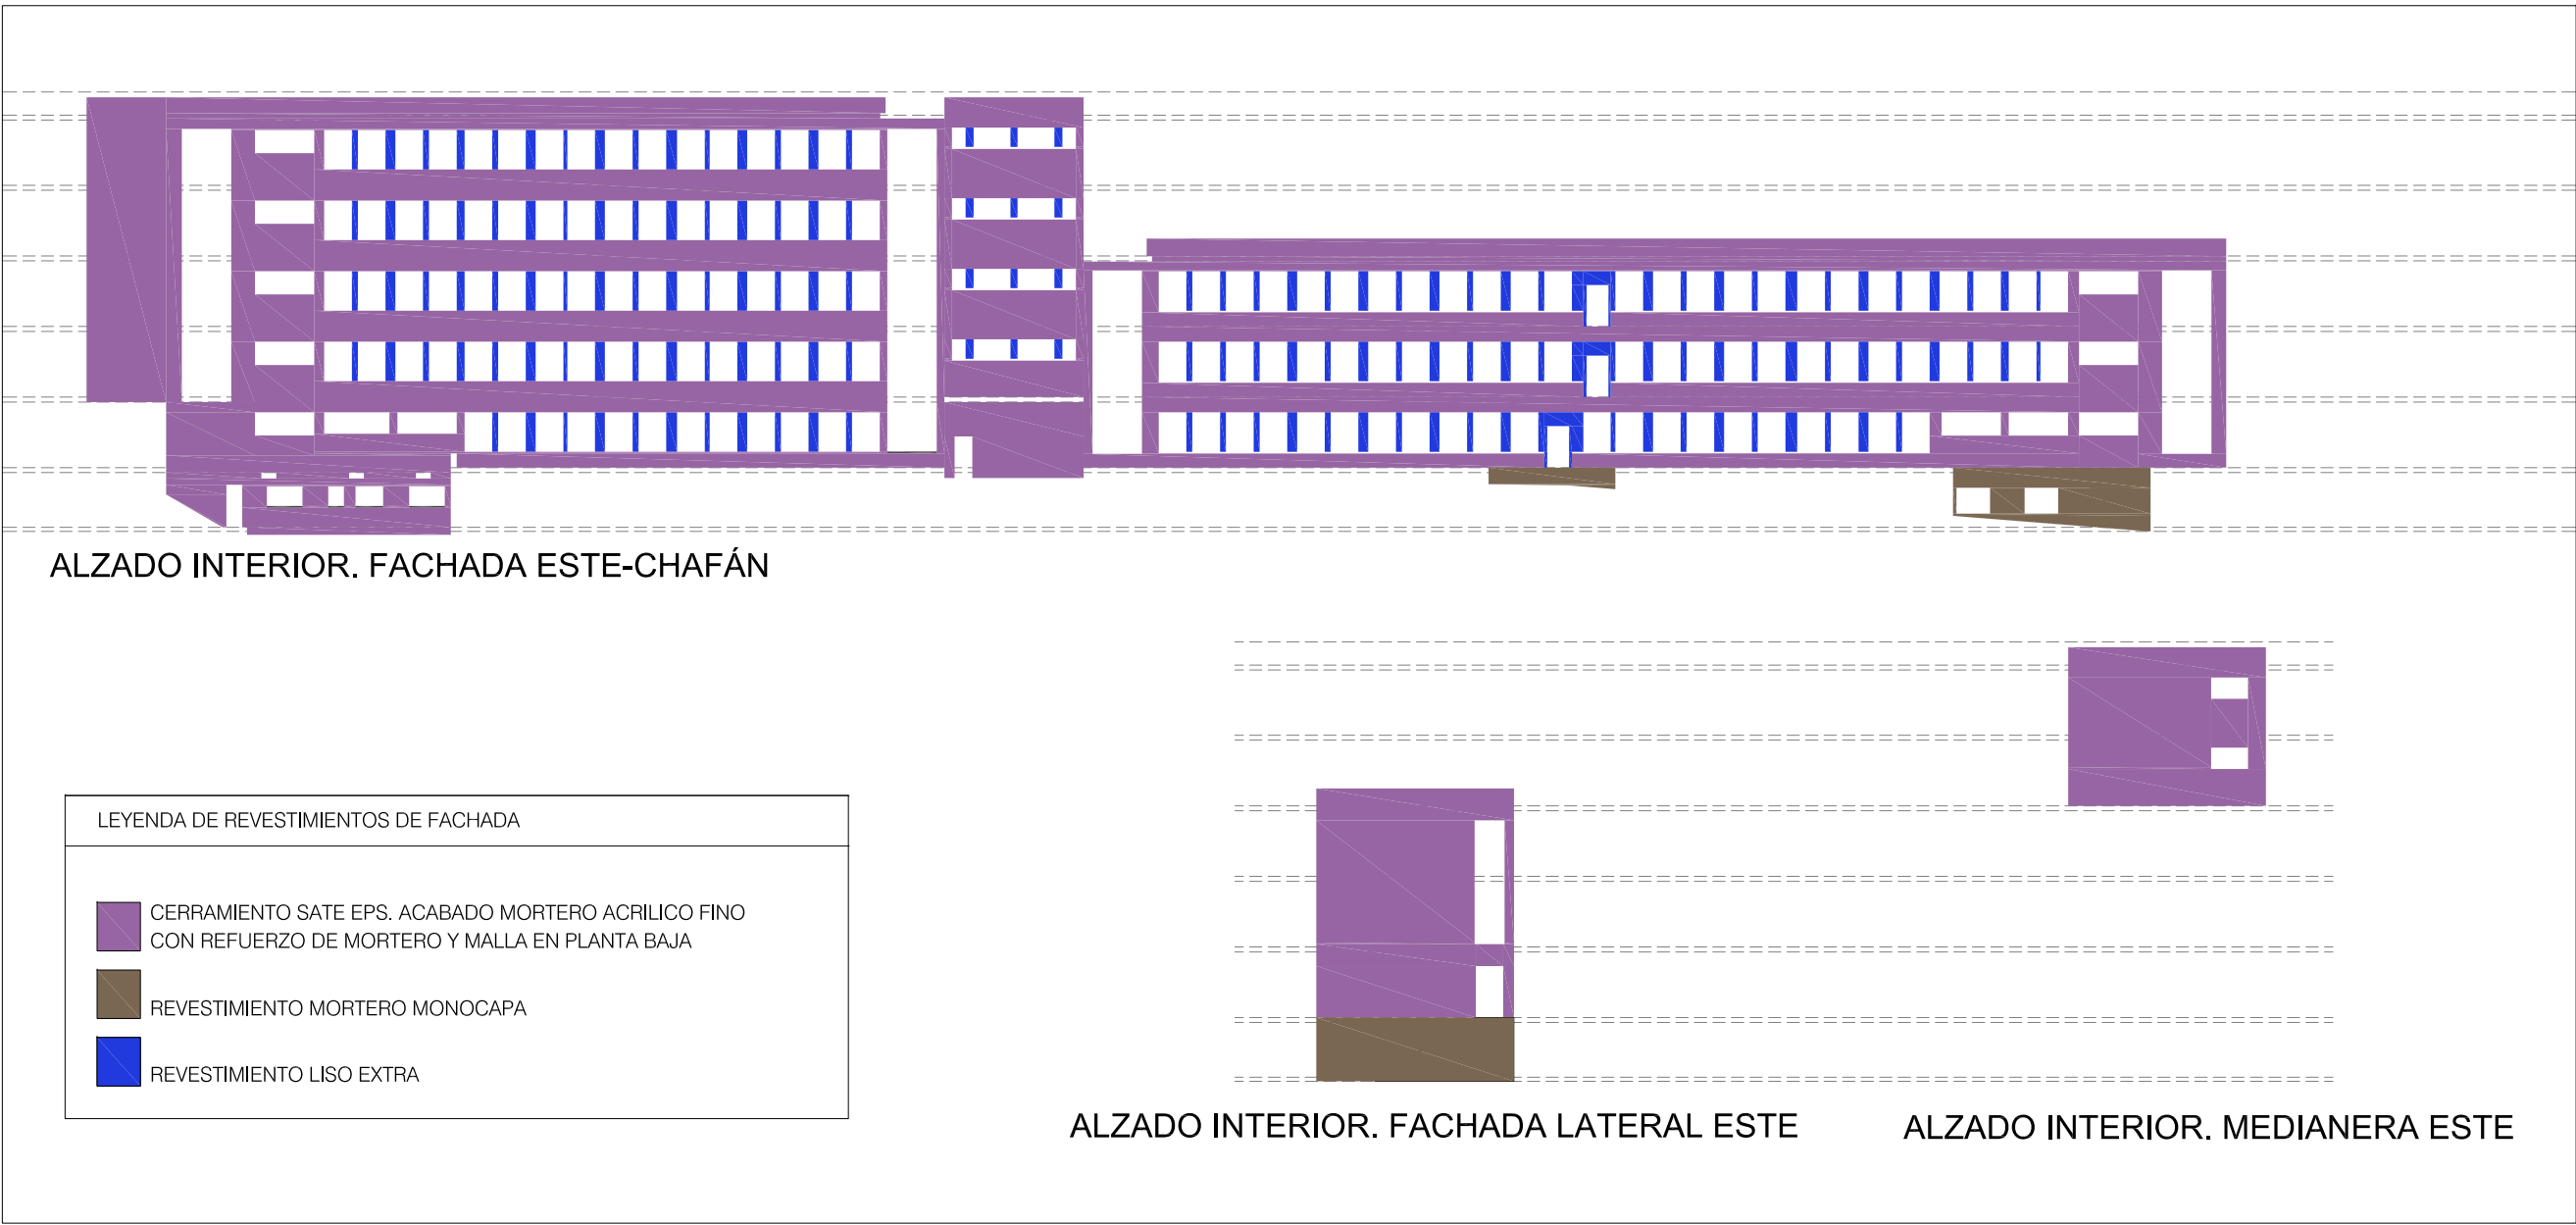 ALZADO INTERIOR. FACHADA ESTE-CHAFÁN
LEYENDA DE REVESTIMIENTOS DE FACHADA
CERRAMIENTO SATE EPS. ACABADO MORTERO ACRILICO FINO
CON REFUERZO DE MORTERO Y MALLA EN PLANTA BAJA
REVESTIMIENTO MORTERO MONOCAPA
REVESTIMIENTO LISO EXTRA
ALZADO INTERIOR. FACHADA LATERAL ESTE
ALZADO INTERIOR. MEDIANERA ESTE